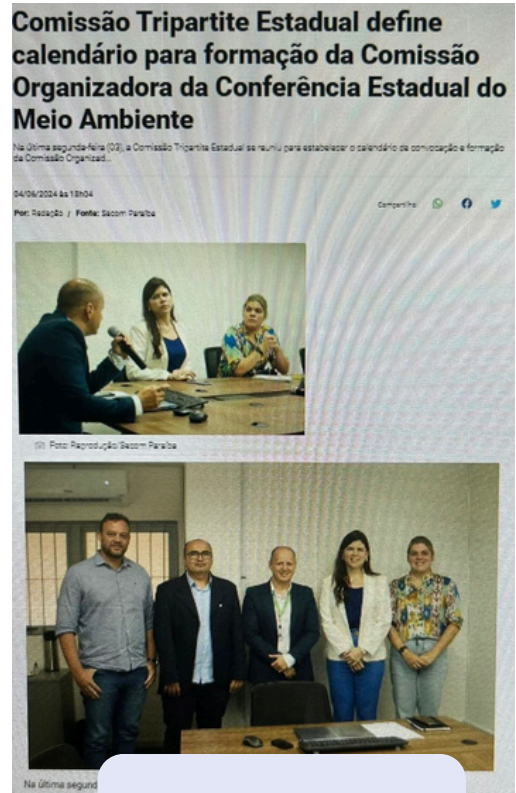 Comissão Tripartite Estadual define
calendário para formação da Comissão
Organizadora da Conferência Estadual do
Meio Ambiente
Na última segunda-feira (03), a Comissão Tripartite Estadual se reuniu para estabelecer o calendário de convocação e formação
da Comissão Organizad...
04/06/2024 às 18h04
Compartilhe
Por: Redação / Fonte: Secom Paraíba
Foto: Reprodução/Secom Paraíba
Na última segund